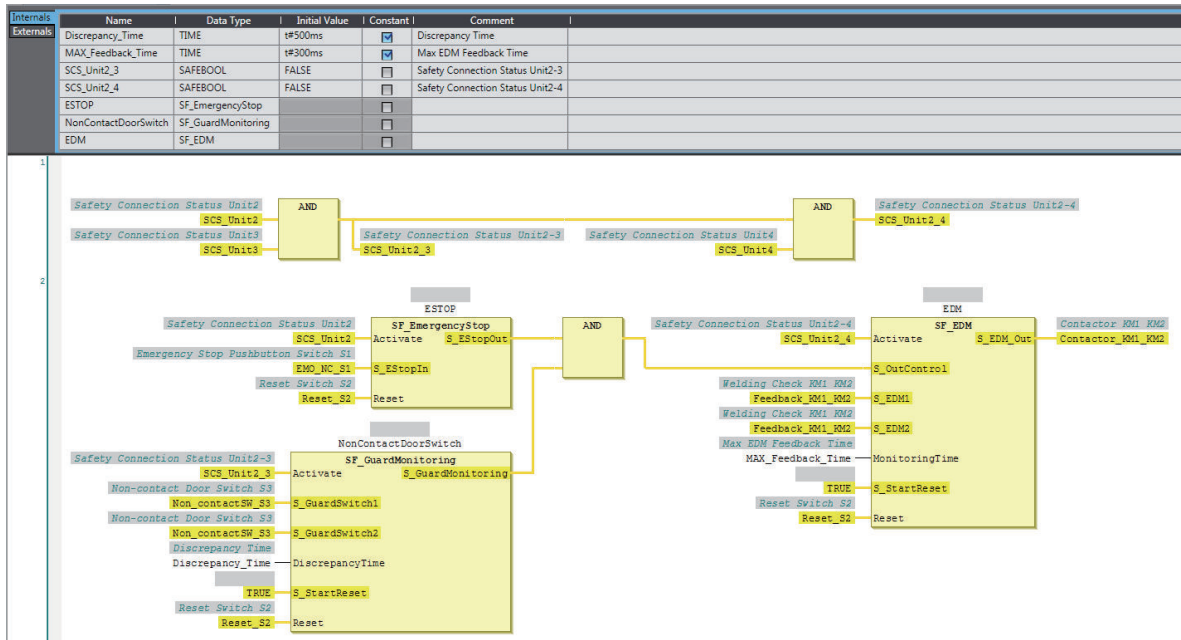 Internals
Externals
Name Data Type Initial Value Constant Comment
Discrepancy_Time TIME t#500ms Discrepancy Time
MAX_Feedback_Time TIME t#300ms Max EDM Feedback Time
SCS_Unit2_3 SAFEBOOL FALSE Safety Connection Status Unit2-3
SCS_Unit2_4 SAFEBOOL FALSE Safety Connection Status Unit2-4
ESTOP SF_EmergencyStop
NonContactDoorSwitch SF_GuardMonitoring
EDM SF_EDM
1
Safety Connection Status Unit2 AND AND Safety Connection Status Unit2-4
SCS_Unit2 SCS_Unit2_4
Safety Connection Status Unit3 Safety Connection Status Unit2-3 Safety Connection Status Unit4
SCS_Unit3 SCS_Unit2_3 SCS_Unit4
2
ESTOP EDM
Safety Connection Status Unit2 SF_EmergencyStop AND Safety Connection Status Unit2-4 SF_EDM Contactor KM1 KM2
SCS_Unit2 Activate S_EStopOut SCS_Unit2_4 Activate S_EDM_Out Contactor_KM1_KM2
Emergency Stop Pushbutton Switch S1
EMO_NC_S1 S_EStopIn S_OutControl
Reset Switch S2 Welding Check KM1 KM2
Reset_S2 Reset Feedback_KM1_KM2 S_EDM1
Welding Check KM1 KM2
Feedback_KM1_KM2 S_EDM2
NonContactDoorSwitch Max EDM Feedback Time
Safety Connection Status Unit2-3 SF_GuardMonitoring MAX_Feedback_Time MonitoringTime
SCS_Unit2_3 Activate S_GuardMonitoring
Non-contact Door Switch S3 TRUE S_StartReset
Non_contactSW_S3 S_GuardSwitch1 Reset Switch S2
Non-contact Door Switch S3 Reset_S2 Reset
Non_contactSW_S3 S_GuardSwitch2
Discrepancy Time
Discrepancy_Time DiscrepancyTime
TRUE S_StartReset
Reset Switch S2
Reset_S2 Reset